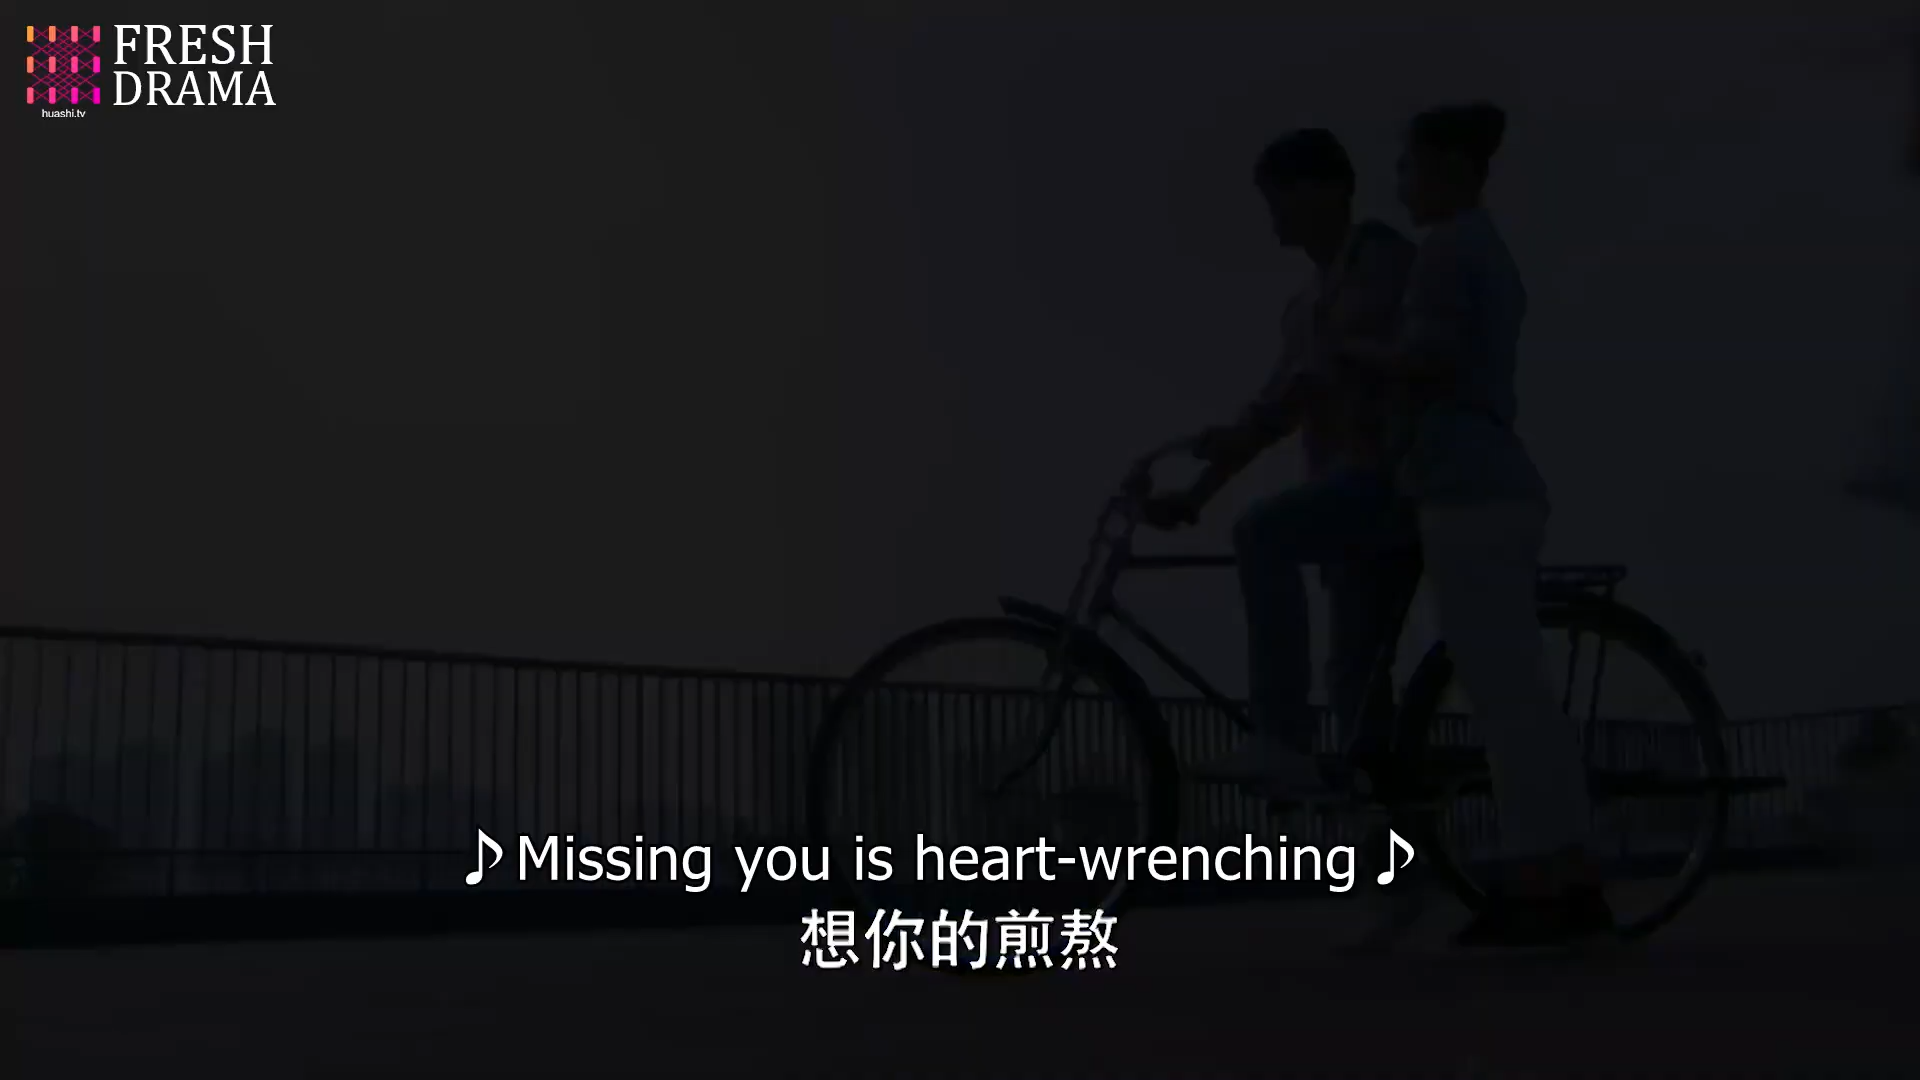 FRESH
DRAMA
huashi.tv
♪Missing you is heart-wrenching♪
想你的煎熬